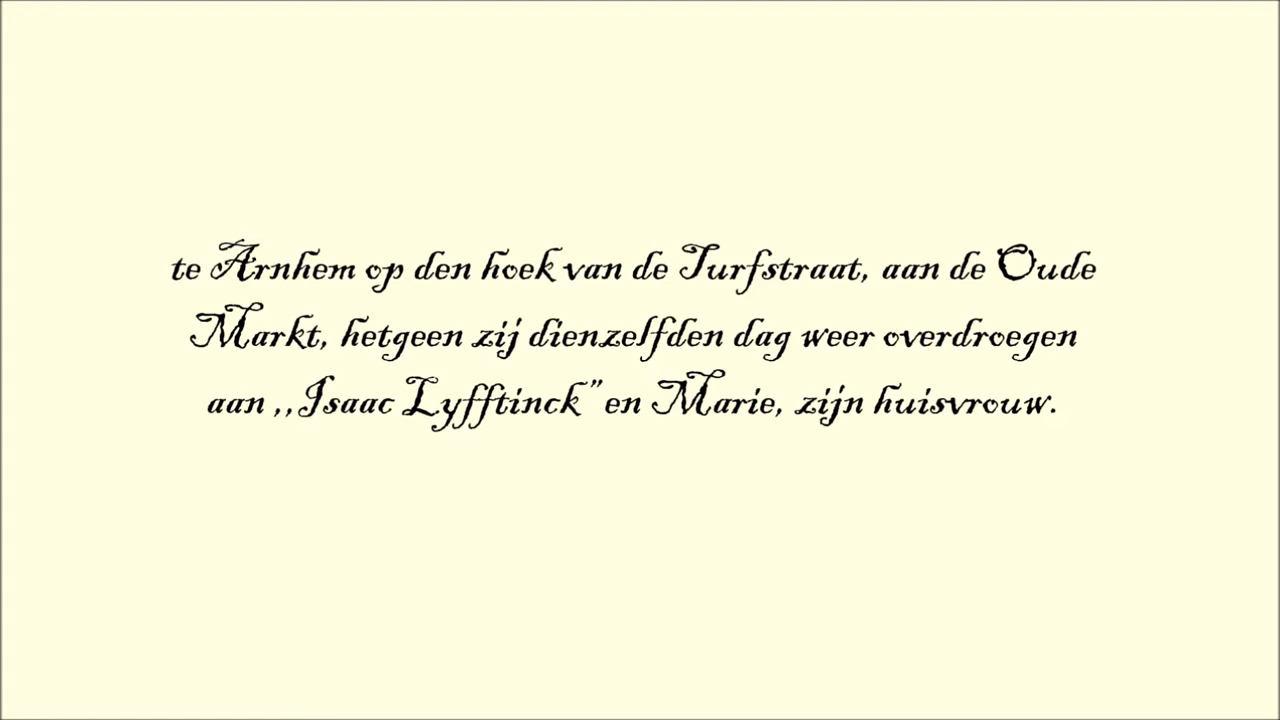 te Arnhem op den hoek van de Turfstraat, aan de Oude
Markt, hetgeen zij dienzelfden dag weer overdroegen
aan ,,Isaac Lyfftinck” en Marie, zijn huisvrouw.